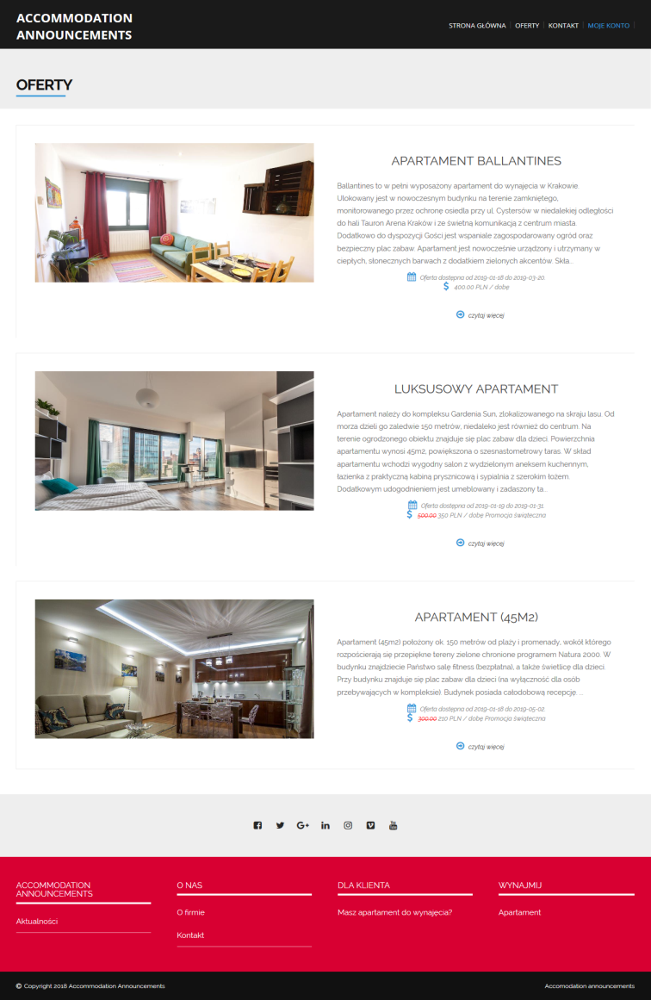 ACCOMMODATION
ANNOUNCEMENTS
STRONA GŁÓWNA
OFERTY
KONTAKT
MOJE KONTO
OFERTY
APARTAMENT BALLANTINES
Ballantines to w pełni wyposażony apartament do wynajęcia w Krakowie
Ulokowany jest w nowoczesnym budynku na terenie zamkniętego,
monitorowanego przez ochronę osiedla przy ul. Cystersów w niedalekiej odległości
do hali Tauron Arena Kraków i ze świetną komunikacją z centrum miasta.
Dodatkowo do dyspozycji Gości jest wspaniale zagospodarowany ogród oraz
bezpieczny plac zabaw. Apartament jest nowocześnie urządzony i utrzymany w
ciepłych, słonecznych barwach z dodatkiem zielonych akcentów. Skła...
Oferta dostępna od 2019-01-18 do 2019-03-20.
400.00 PLN / dobę
czytaj więcej
LUKSUSOWY APARTAMENT
Apartament należy do kompleksu Gardenia Sun, zlokalizowanego na skraju lasu. Od
morza dzieli go zaledwie 150 metrów, niedaleko jest również do centrum. Na
terenie ogrodzonego obiektu znajduje się plac zabaw dla dzieci. Powierzchnia
apartamentu wynosi 45m2, powiększona o szesnastometrowy taras. W skład
apartamentu wchodzi wygodny salon z wydzielonym aneksem kuchennym,
łazienka z praktyczną kabiną prysznicową i sypialnia z szerokim łożem.
Dodatkowym udogodnieniem jest umeblowany i zadaszony ta...
Oferta dostępna od 2019-01-19 do 2019-01-31.
500.00 350 PLN / dobę Promocja świąteczna
czytaj więcej
APARTAMENT (45M2)
Apartament (45m2) położony ok. 150 metrów od plaży i promenady, wokół którego
rozpościerają się przepiękne tereny zielone chronione programem Natura 2000. W
budynku znajdziecie Państwo salę fitness (bezpłatna), a także świetlicę dla dzieci.
Przy budynku znajduje się plac zabaw dla dzieci (na wyłączność dla osób
przebywających w kompleksie). Budynek posiada całodobową recepcję. ...
Oferta dostępna od 2019-01-18 do 2019-05-02.
300.00 210 PLN / dobę Promocja świąteczna
czytaj więcej
ACCOMMODATION
ANNOUNCEMENTS
Aktualności
O NAS
O firmie
Kontakt
DLA KLIENTA
Masz apartament do wynajęcia?
WYNAJMIJ
Apartament
© Copyright 2018 Accommodation Announcements
Accomodation announcements